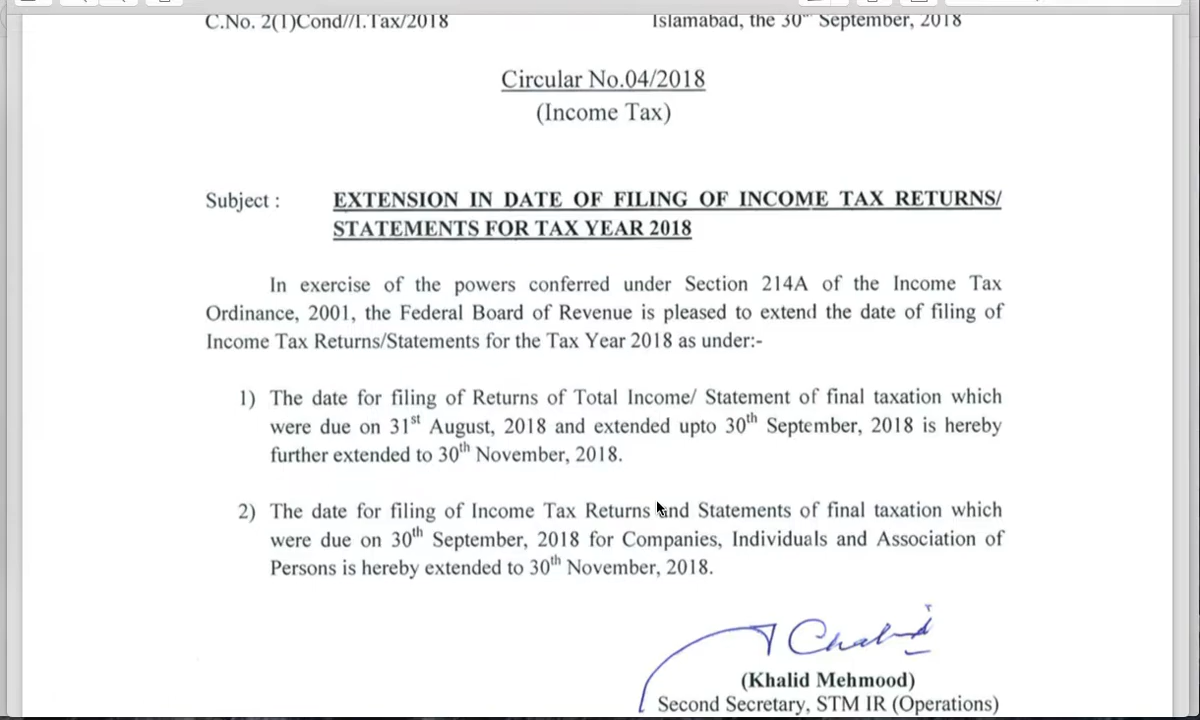 C.No. 2(1)Cond//I.Tax/2018 Islamabad, the 30th September, 2018
Circular No.04/2018
(Income Tax)
Subject : EXTENSION IN DATE OF FILING OF INCOME TAX RETURNS/
STATEMENTS FOR TAX YEAR 2018
In exercise of the powers conferred under Section 214A of the Income Tax
Ordinance, 2001, the Federal Board of Revenue is pleased to extend the date of filing of
Income Tax Returns/Statements for the Tax Year 2018 as under:-
1) The date for filing of Returns of Total Income/ Statement of final taxation which
were due on 31st August, 2018 and extended upto 30th September, 2018 is hereby
further extended to 30th November, 2018.
2) The date for filing of Income Tax Returns and Statements of final taxation which
were due on 30th September, 2018 for Companies, Individuals and Association of
Persons is hereby extended to 30th November, 2018.
(Khalid Mehmood)
Second Secretary, STM IR (Operations)